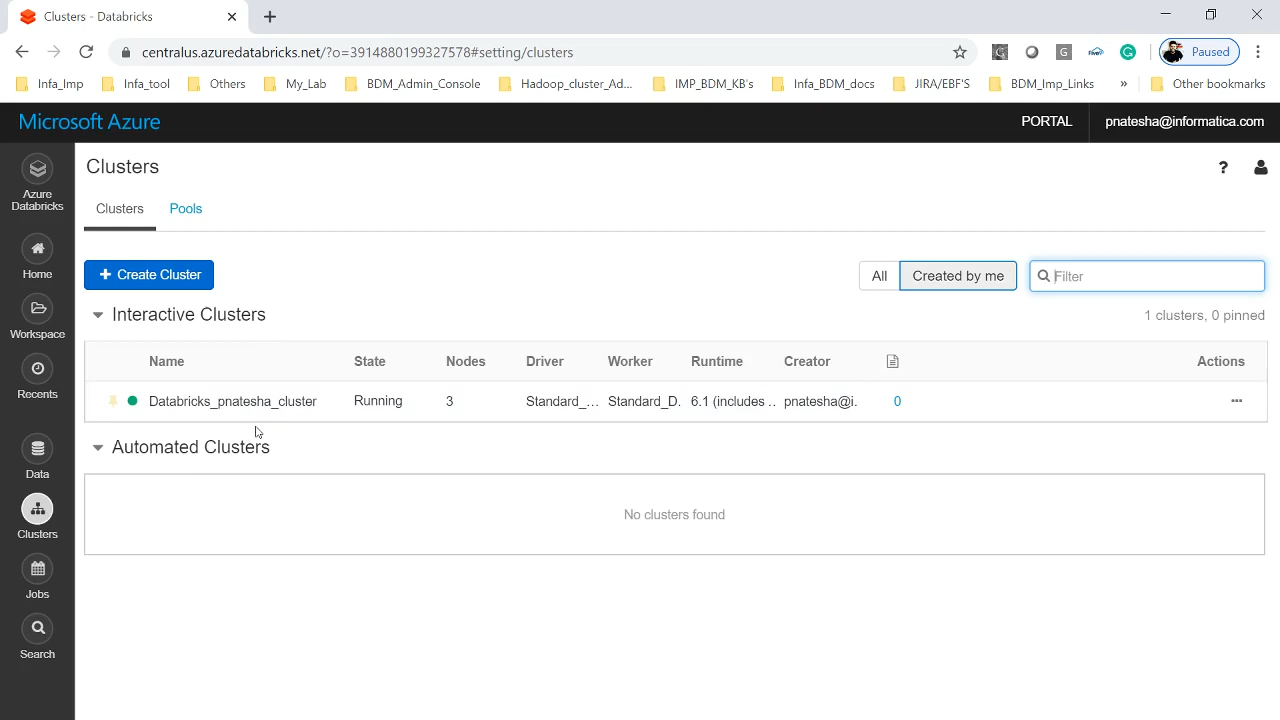 Clusters - Databricks
centralus.azuredatabricks.net/?o=3914880199327578#setting/clusters
Paused
Infa_Imp Infa_tool Others My_Lab BDM_Admin_Console Hadoop_cluster_Ad... IMP_BDM_KB's Infa_BDM_docs JIRA/EBF'S BDM_Imp_Links » Other bookmarks
Microsoft Azure PORTAL pnatesha@informatica.com
Azure
Databricks
Home
Workspace
Recents
Data
Clusters
Jobs
Search
Clusters
?
Clusters Pools
+ Create Cluster All Created by me Filter
Interactive Clusters 1 clusters, 0 pinned
Name State Nodes Driver Worker Runtime Creator Actions
Databricks_pnatesha_cluster Running 3 Standard_... Standard_D. 6.1 (includes .. pnatesha@i. 0 ···
Automated Clusters
No clusters found